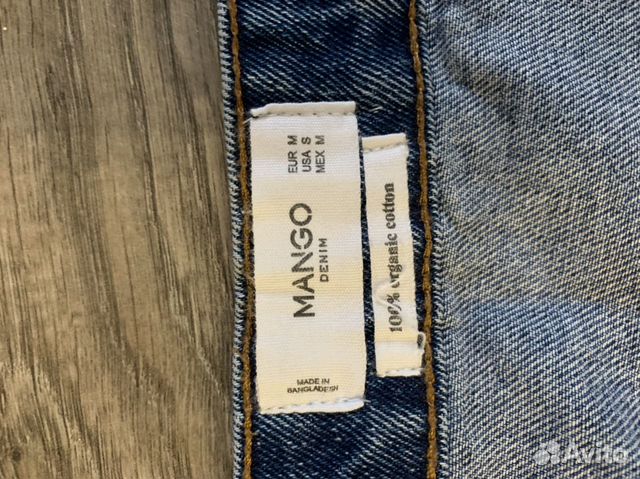 MANGO
DENIM
EUR M
USA S
MEX M
MADE IN
BANGLADESH
100% organic cotton
Avito